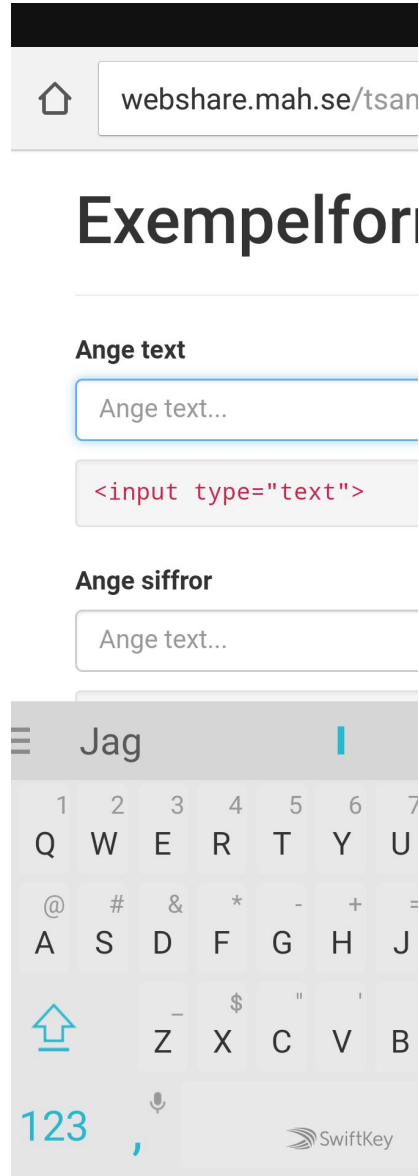 webshare.mah.se/tsan
Exempelfor
Ange text
Ange text...
<input type="text">
Ange siffror
Ange text...
Jag I
1 2 3 4 5 6 7
Q W E R T Y U
@ # & * - + =
A S D F G H J
_ $ " '
Z X C V B
123 ,
SwiftKey